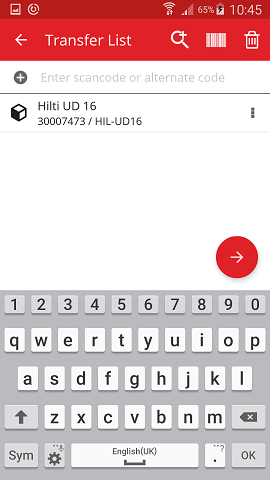 65% 10:45
Transfer List
Enter scancode or alternate code
Hilti UD 16
30007473 / HIL-UD16
1 2 3 4 5 6 7 8 9 0
q w e r t y u i o p
a s d f g h j k l
z x c v b n m
Sym English(UK) . ,? OK